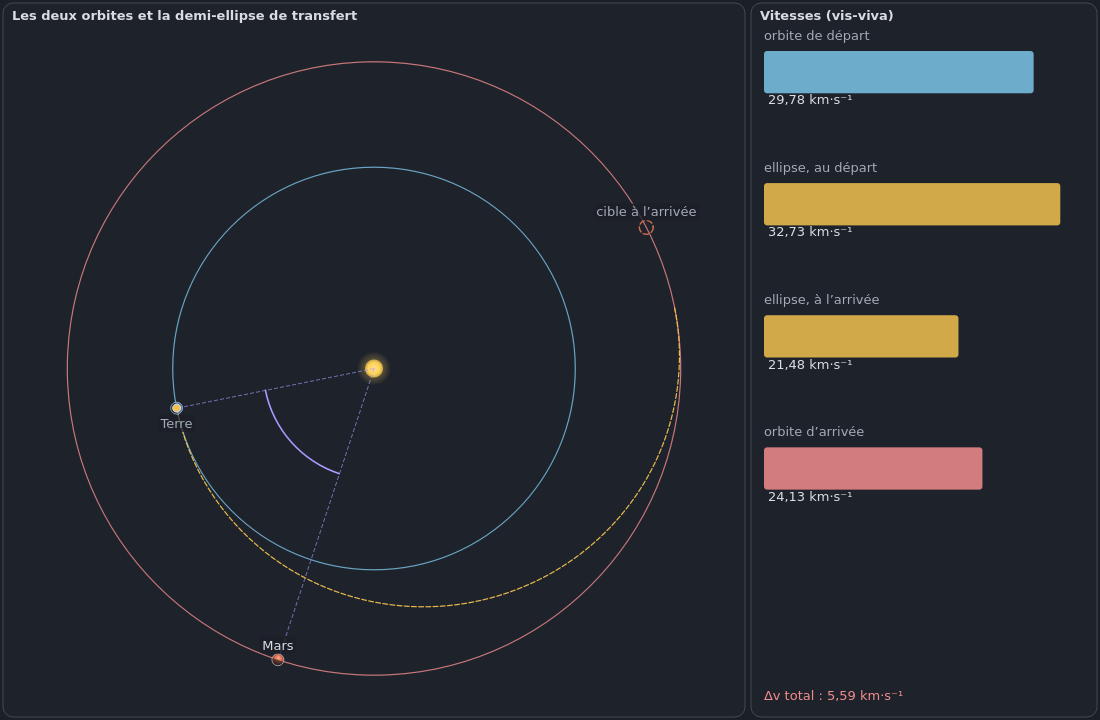 Les deux orbites et la demi-ellipse de transfert
cible à l’arrivée
Terre
Mars
Vitesses (vis-viva)
orbite de départ
29,78 km·s⁻¹
ellipse, au départ
32,73 km·s⁻¹
ellipse, à l’arrivée
21,48 km·s⁻¹
orbite d’arrivée
24,13 km·s⁻¹
Δv total : 5,59 km·s⁻¹